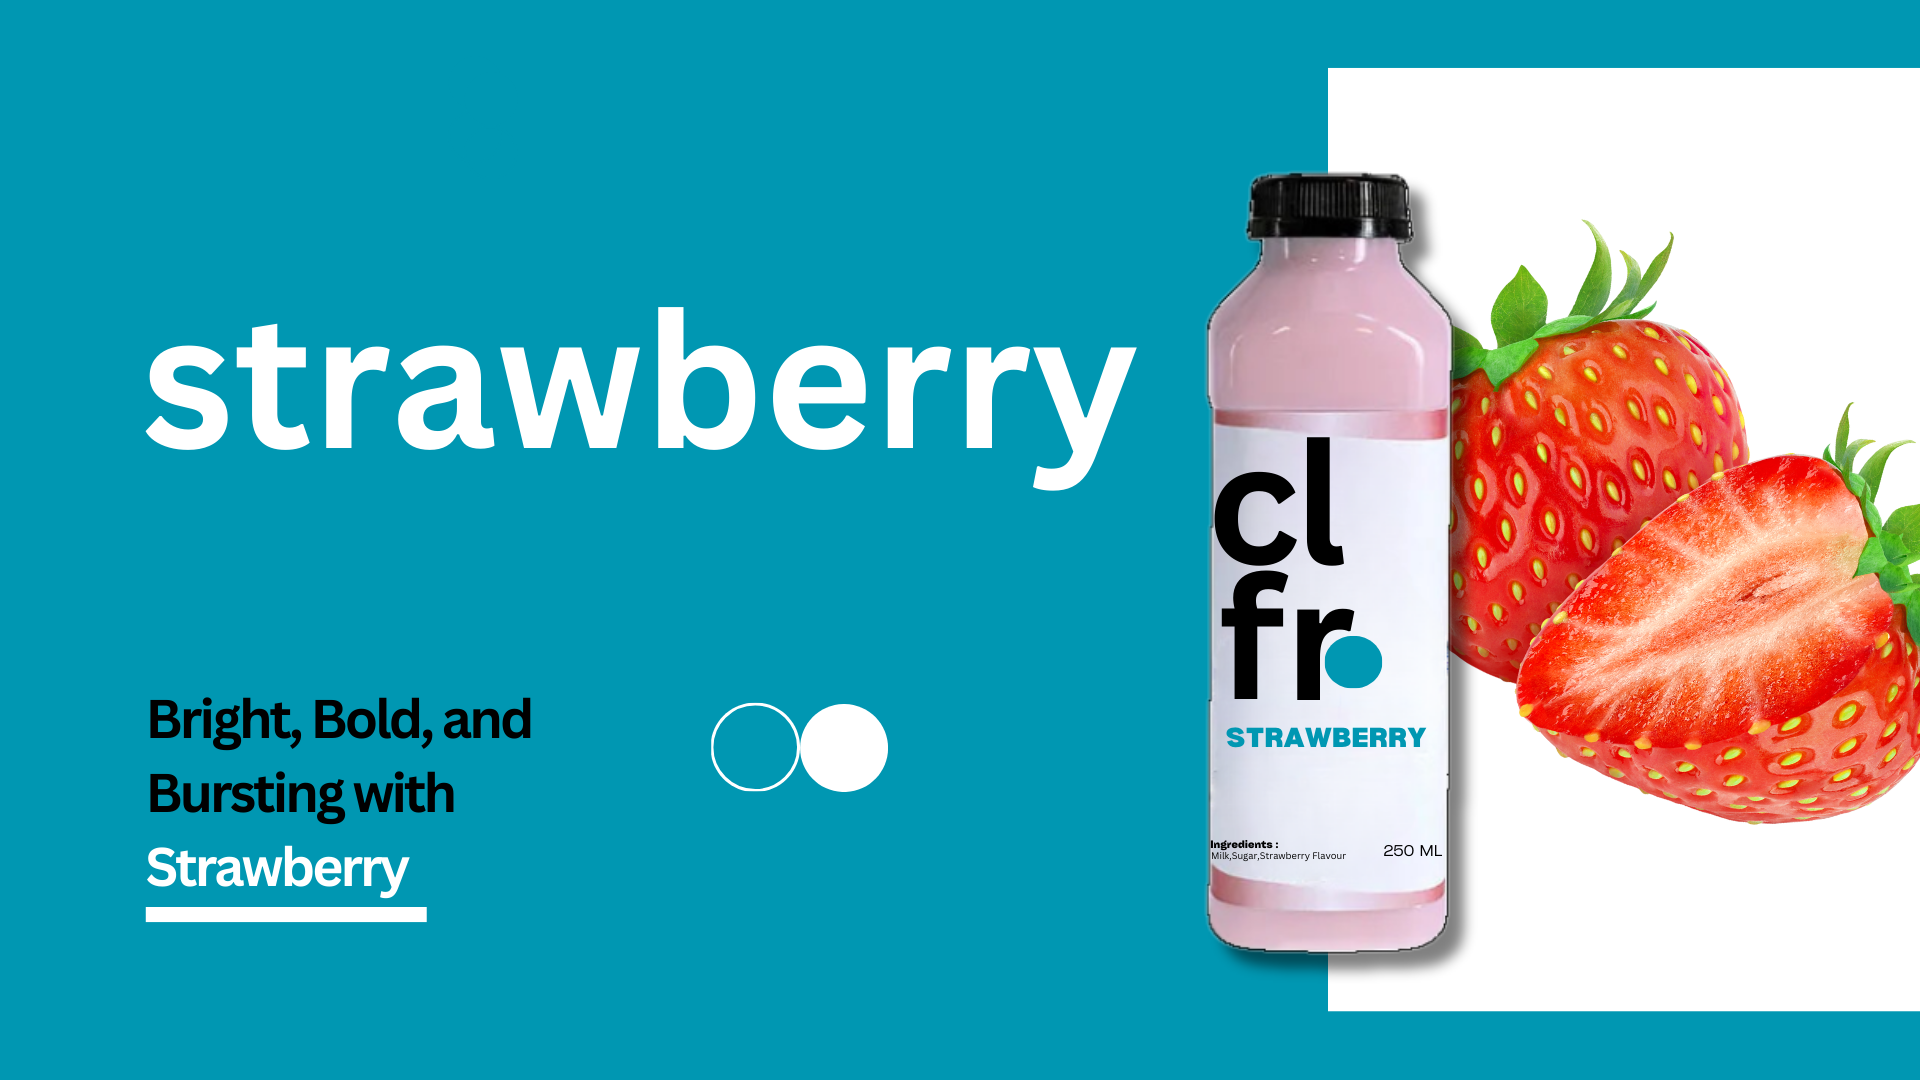 strawberry
Bright, Bold, and
Bursting with
Strawberry
cl
fr
STRAWBERRY
Ingredients :
Milk,Sugar,Strawberry Flavour
250 ML